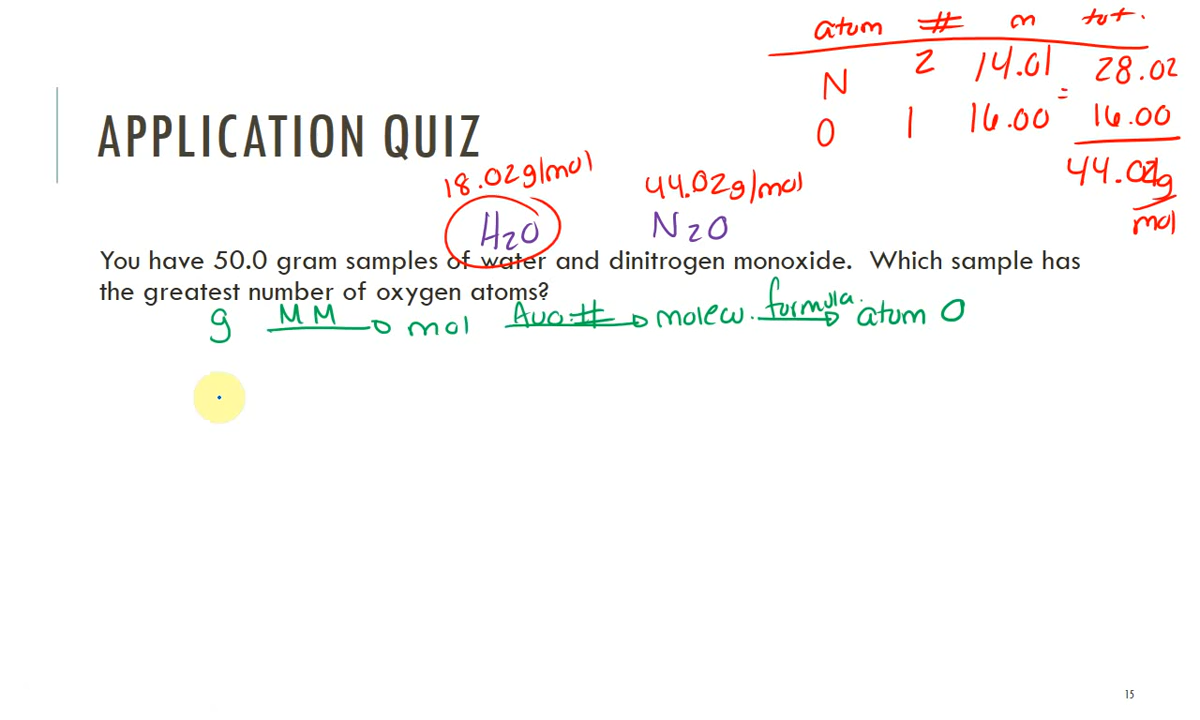 atom # m tot.
N 2 14.01 28.02
O 1 16.00 = 16.00
44.02g
mol
APPLICATION QUIZ
18.02g/mol 44.02g/mol
H2O N2O
You have 50.0 gram samples of water and dinitrogen monoxide. Which sample has
the greatest number of oxygen atoms?
g MM mol Avo. # molec. formula. atom O
15